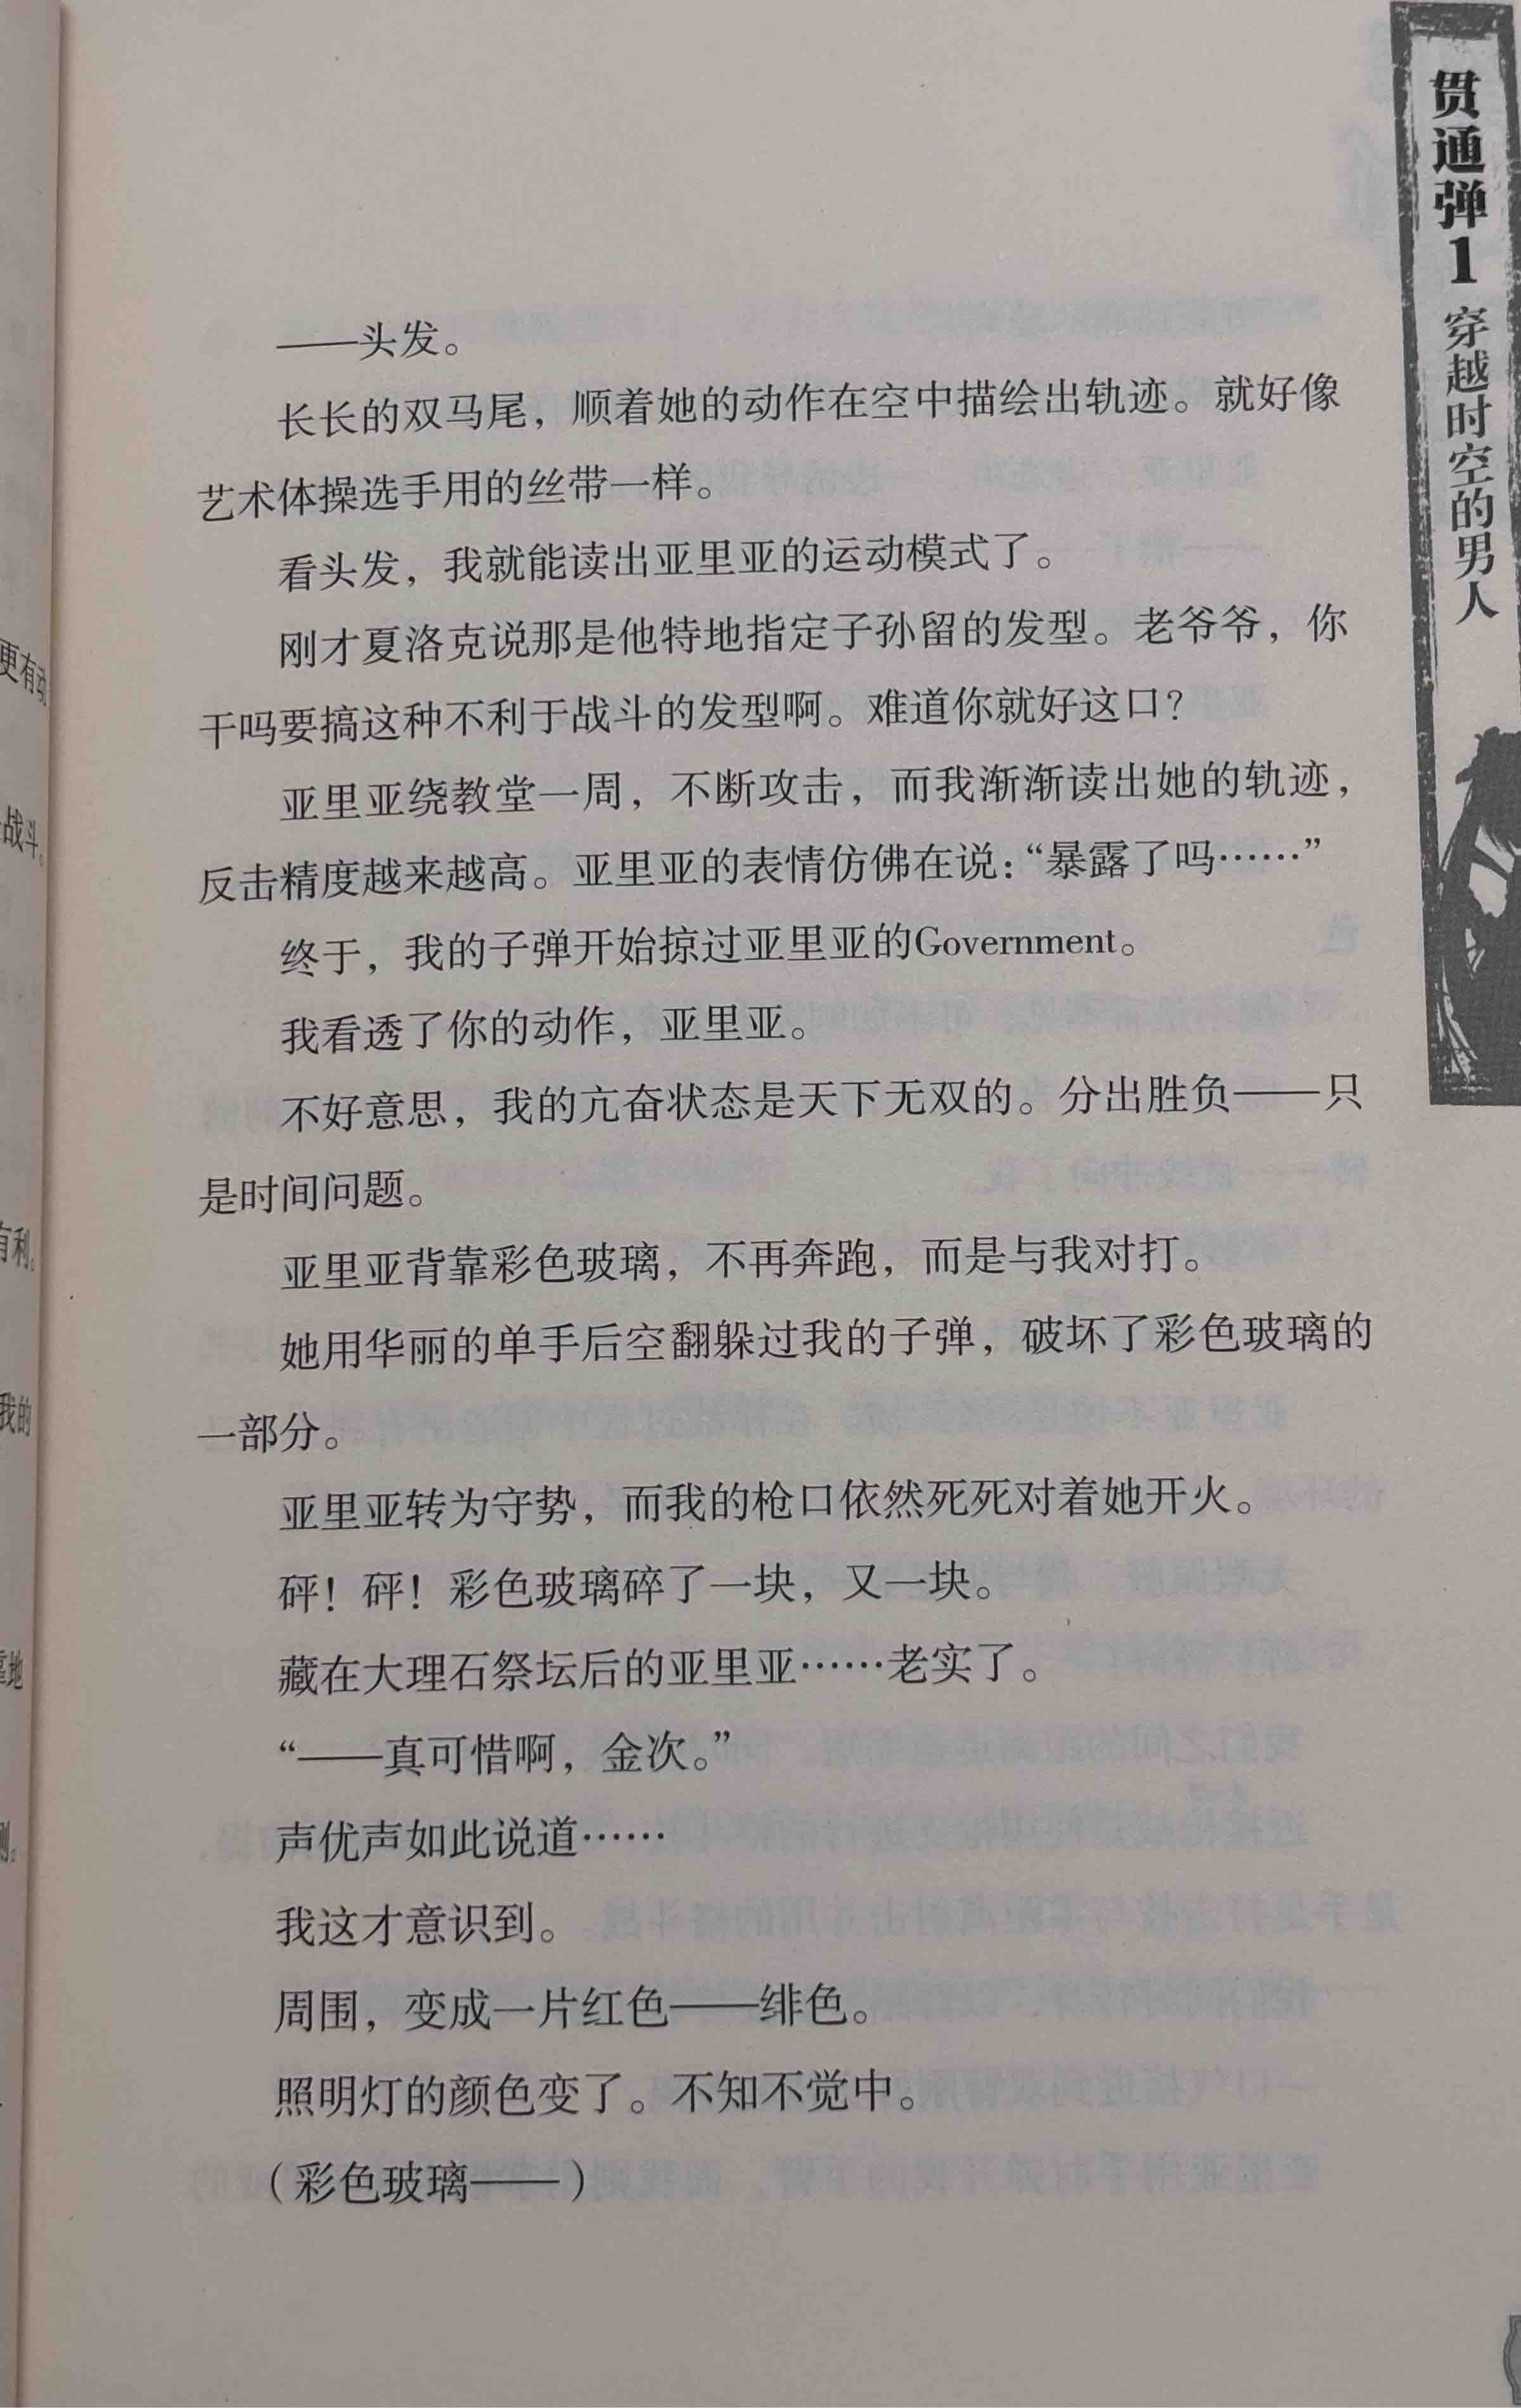 ——头发。
长长的双马尾，顺着她的动作在空中描绘出轨迹。就好像
艺术体操选手用的丝带一样。
看头发，我就能读出亚里亚的运动模式了。
刚才夏洛克说那是他特地指定子孙留的发型。老爷爷，你
干吗要搞这种不利于战斗的发型啊。难道你就好这口？
亚里亚绕教堂一周，不断攻击，而我渐渐读出她的轨迹，
反击精度越来越高。亚里亚的表情仿佛在说：“暴露了吗……”
终于，我的子弹开始掠过亚里亚的Government。
我看透了你的动作，亚里亚。
不好意思，我的亢奋状态是天下无双的。分出胜负——只
是时间问题。
亚里亚背靠彩色玻璃，不再奔跑，而是与我对打。
她用华丽的单手后空翻躲过我的子弹，破坏了彩色玻璃的
一部分。
亚里亚转为守势，而我的枪口依然死死对着她开火。
砰！砰！彩色玻璃碎了一块，又一块。
藏在大理石祭坛后的亚里亚……老实了。
“——真可惜啊，金次。”
声优声如此说道……
我这才意识到。
周围，变成一片红色——绯色。
照明灯的颜色变了。不知不觉中。
（彩色玻璃——）
贯通弹1 穿越时空的男人
更有
战斗。
有利。
我的